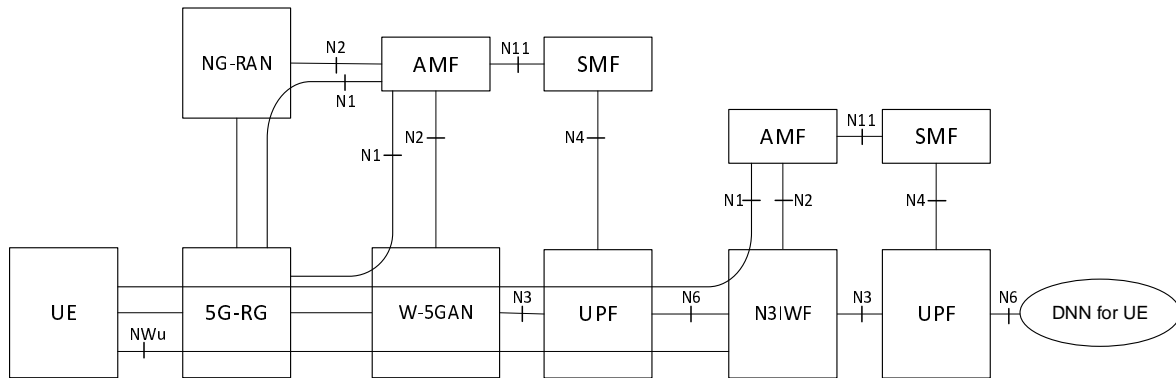 N2
NG-RAN
AMF
N11
SMF
N1
N1
N2
N4
AMF
N11
SMF
N1
N2
N4
UE
5G-RG
W-5GAN
N3
UPF
N6
N3IWF
N3
UPF
N6
DNN for UE
NWu